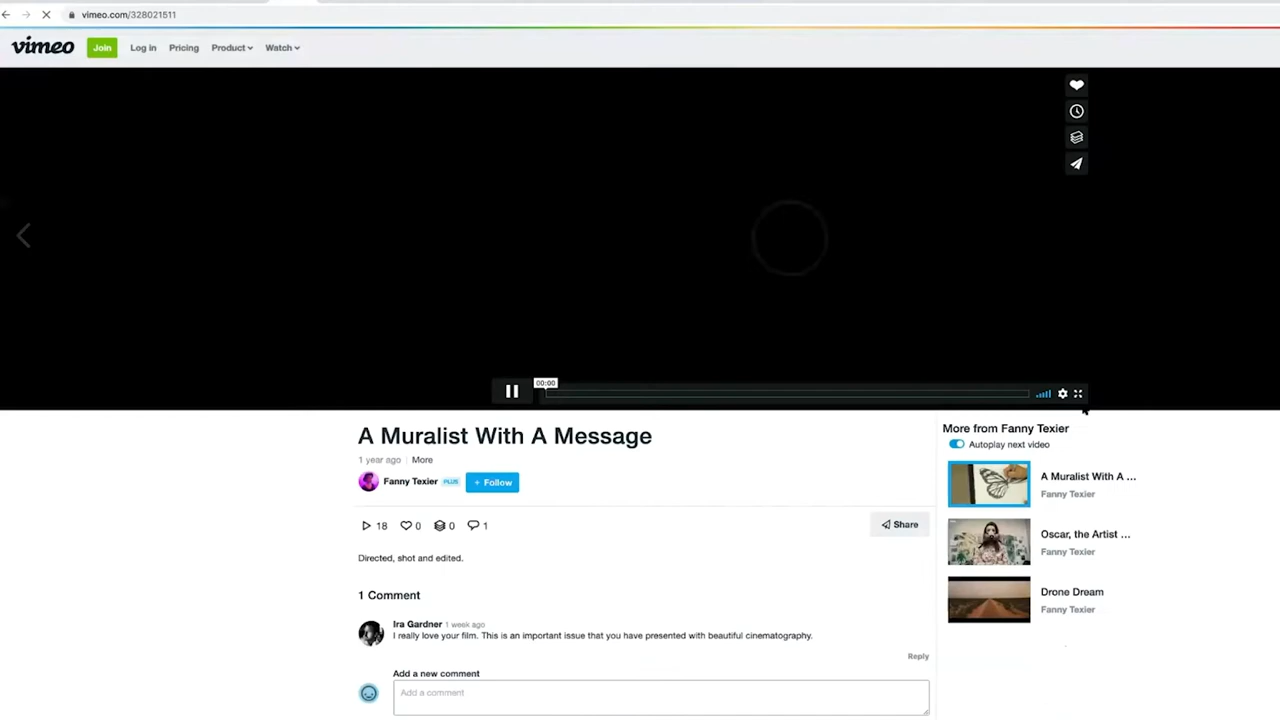 vimeo.com/328021511
vimeo Join Log in Pricing Product Watch
00:00
A Muralist With A Message
1 year ago More
Fanny Texier PLUS + Follow
18 0 0 1 Share
Directed, shot and edited.
1 Comment
Ira Gardner 1 week ago
I really love your film. This is an important issue that you have presented with beautiful cinematography.
Reply
Add a new comment
Add a comment
More from Fanny Texier
Autoplay next video
A Muralist With A ...
Fanny Texier
Oscar, the Artist ...
Fanny Texier
Drone Dream
Fanny Texier